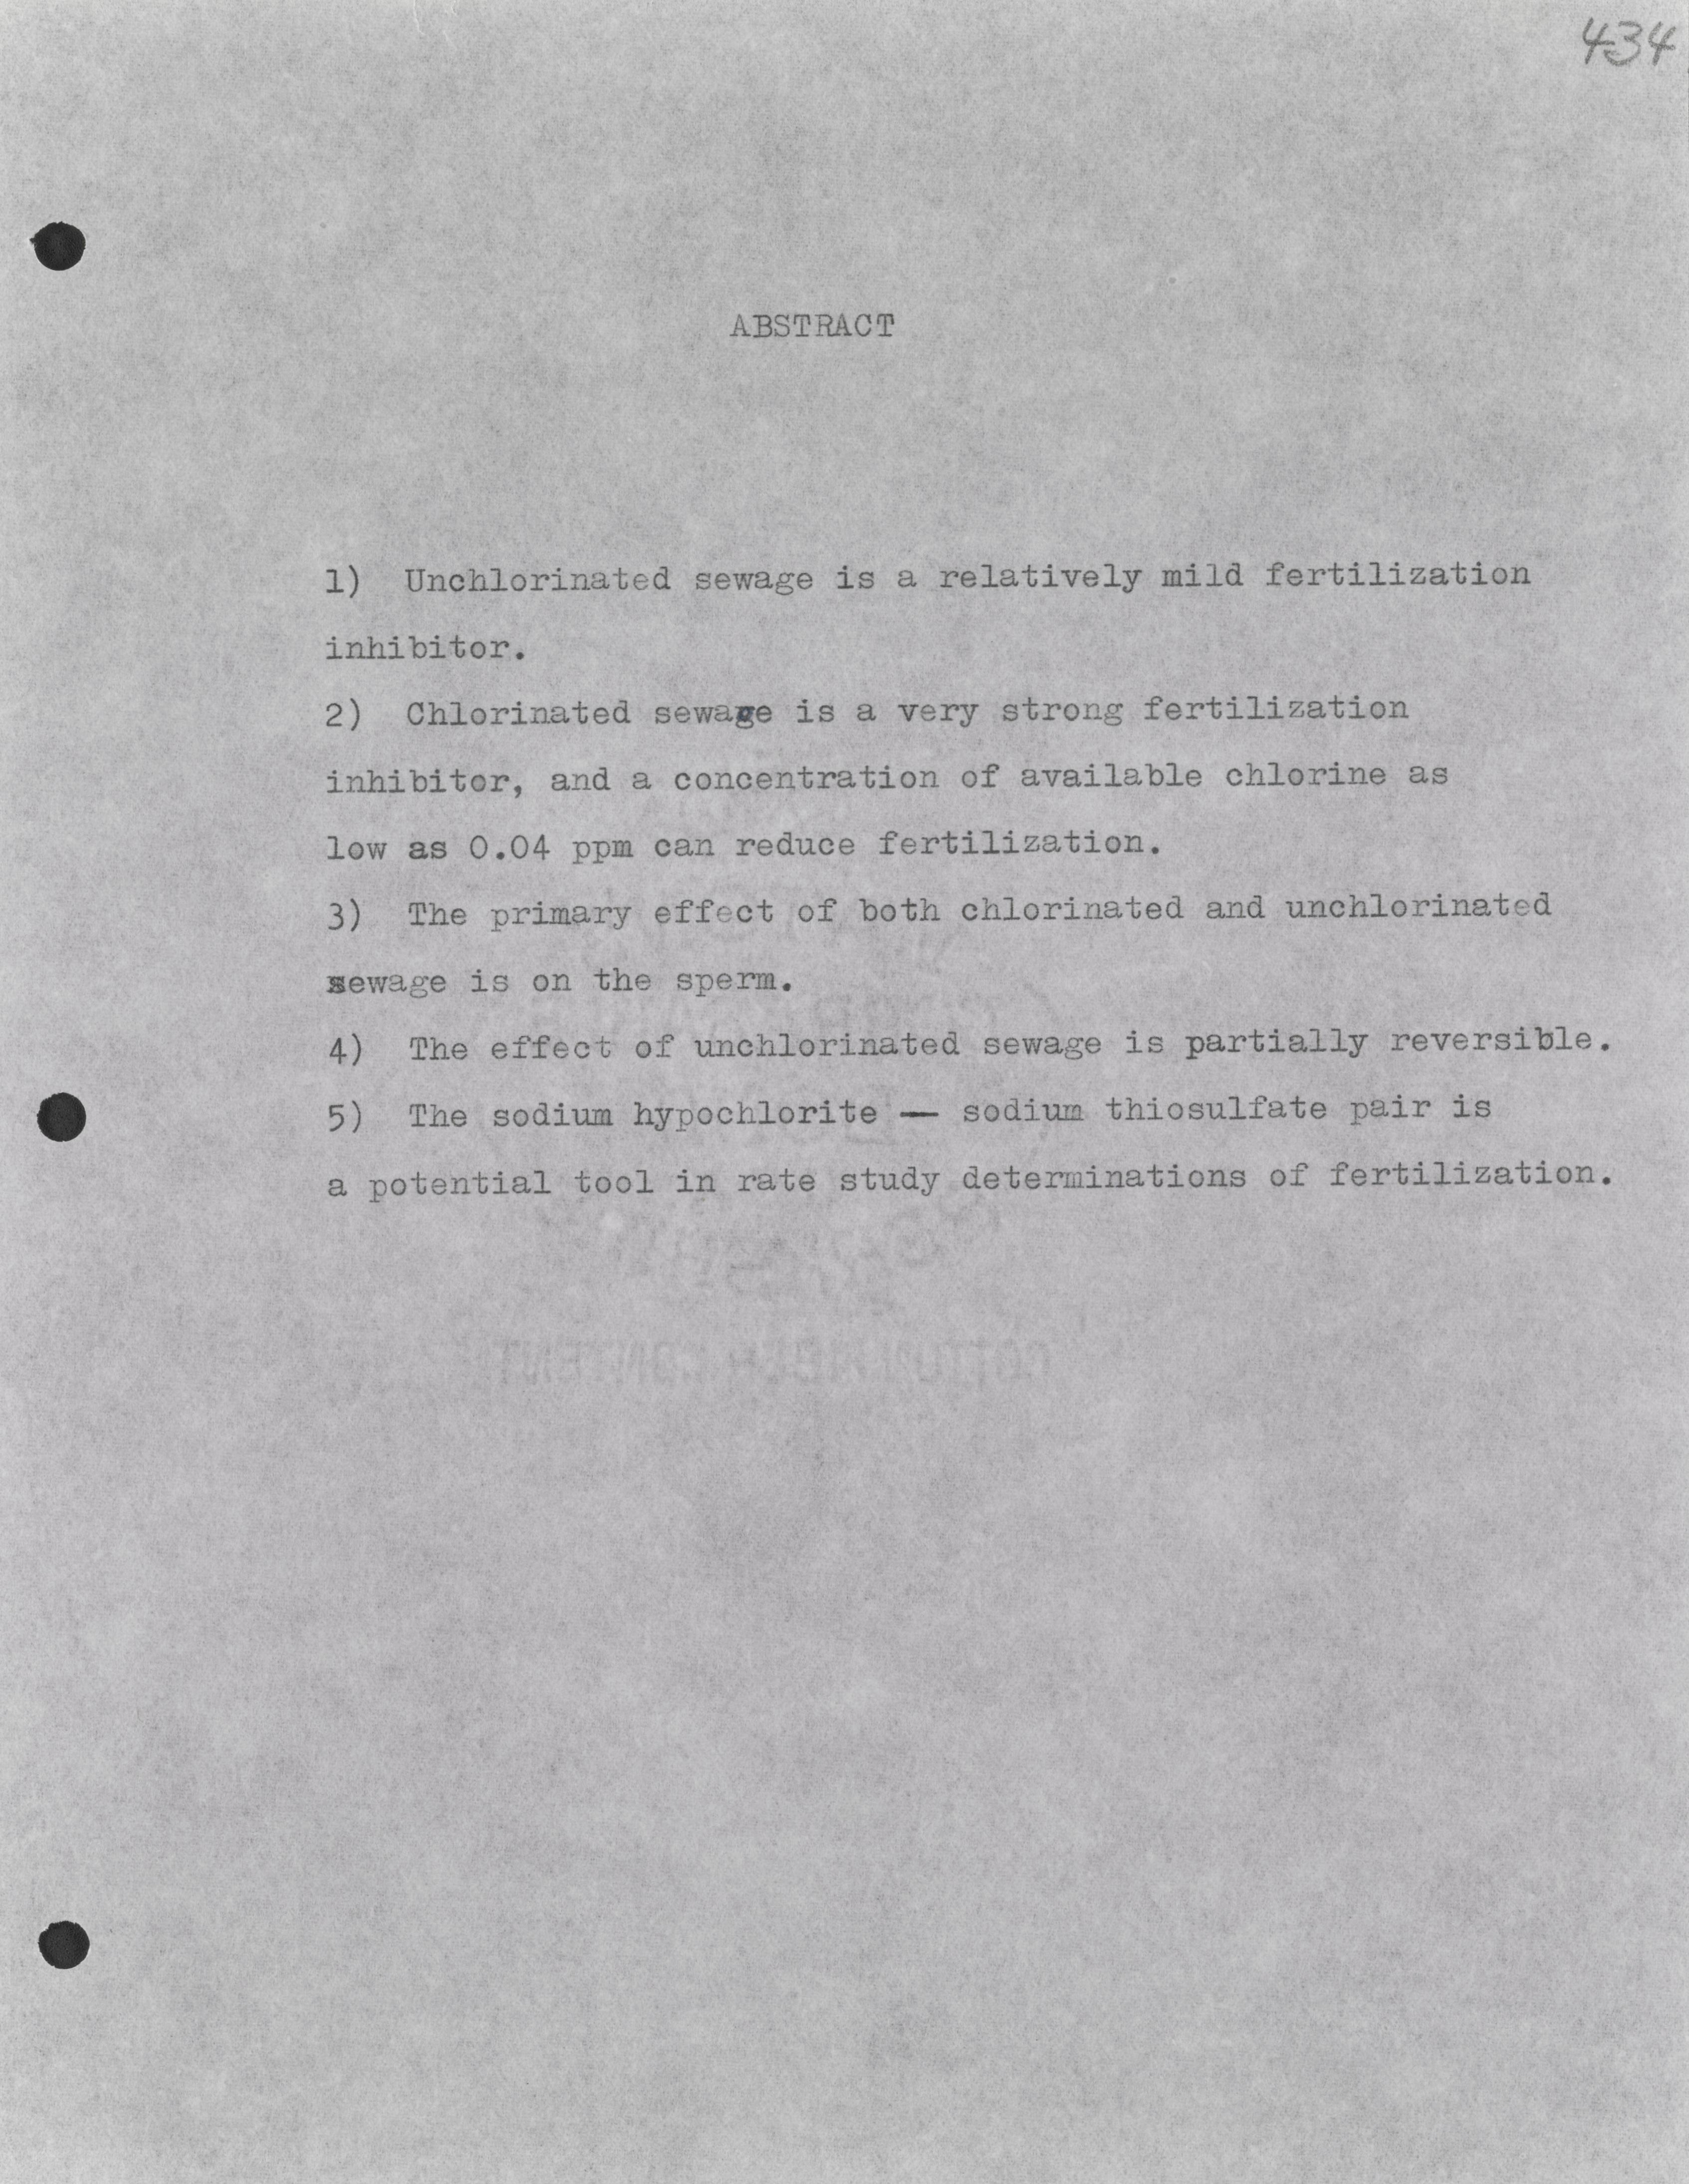 434
ABSTRACT
1) Unchlorinated sewage is a relatively mild fertilization
inhibitor.
2) Chlorinated sewage is a very strong fertilization
inhibitor, and a concentration of available chlorine as
low as 0.04 ppm can reduce fertilization.
3) The primary effect of both chlorinated and unchlorinated
sewage is on the sperm.
4) The effect of unchlorinated sewage is partially reversible.
5) The sodium hypochlorite — sodium thiosulfate pair is
a potential tool in rate study determinations of fertilization.
COTTON FIBER CONTENT